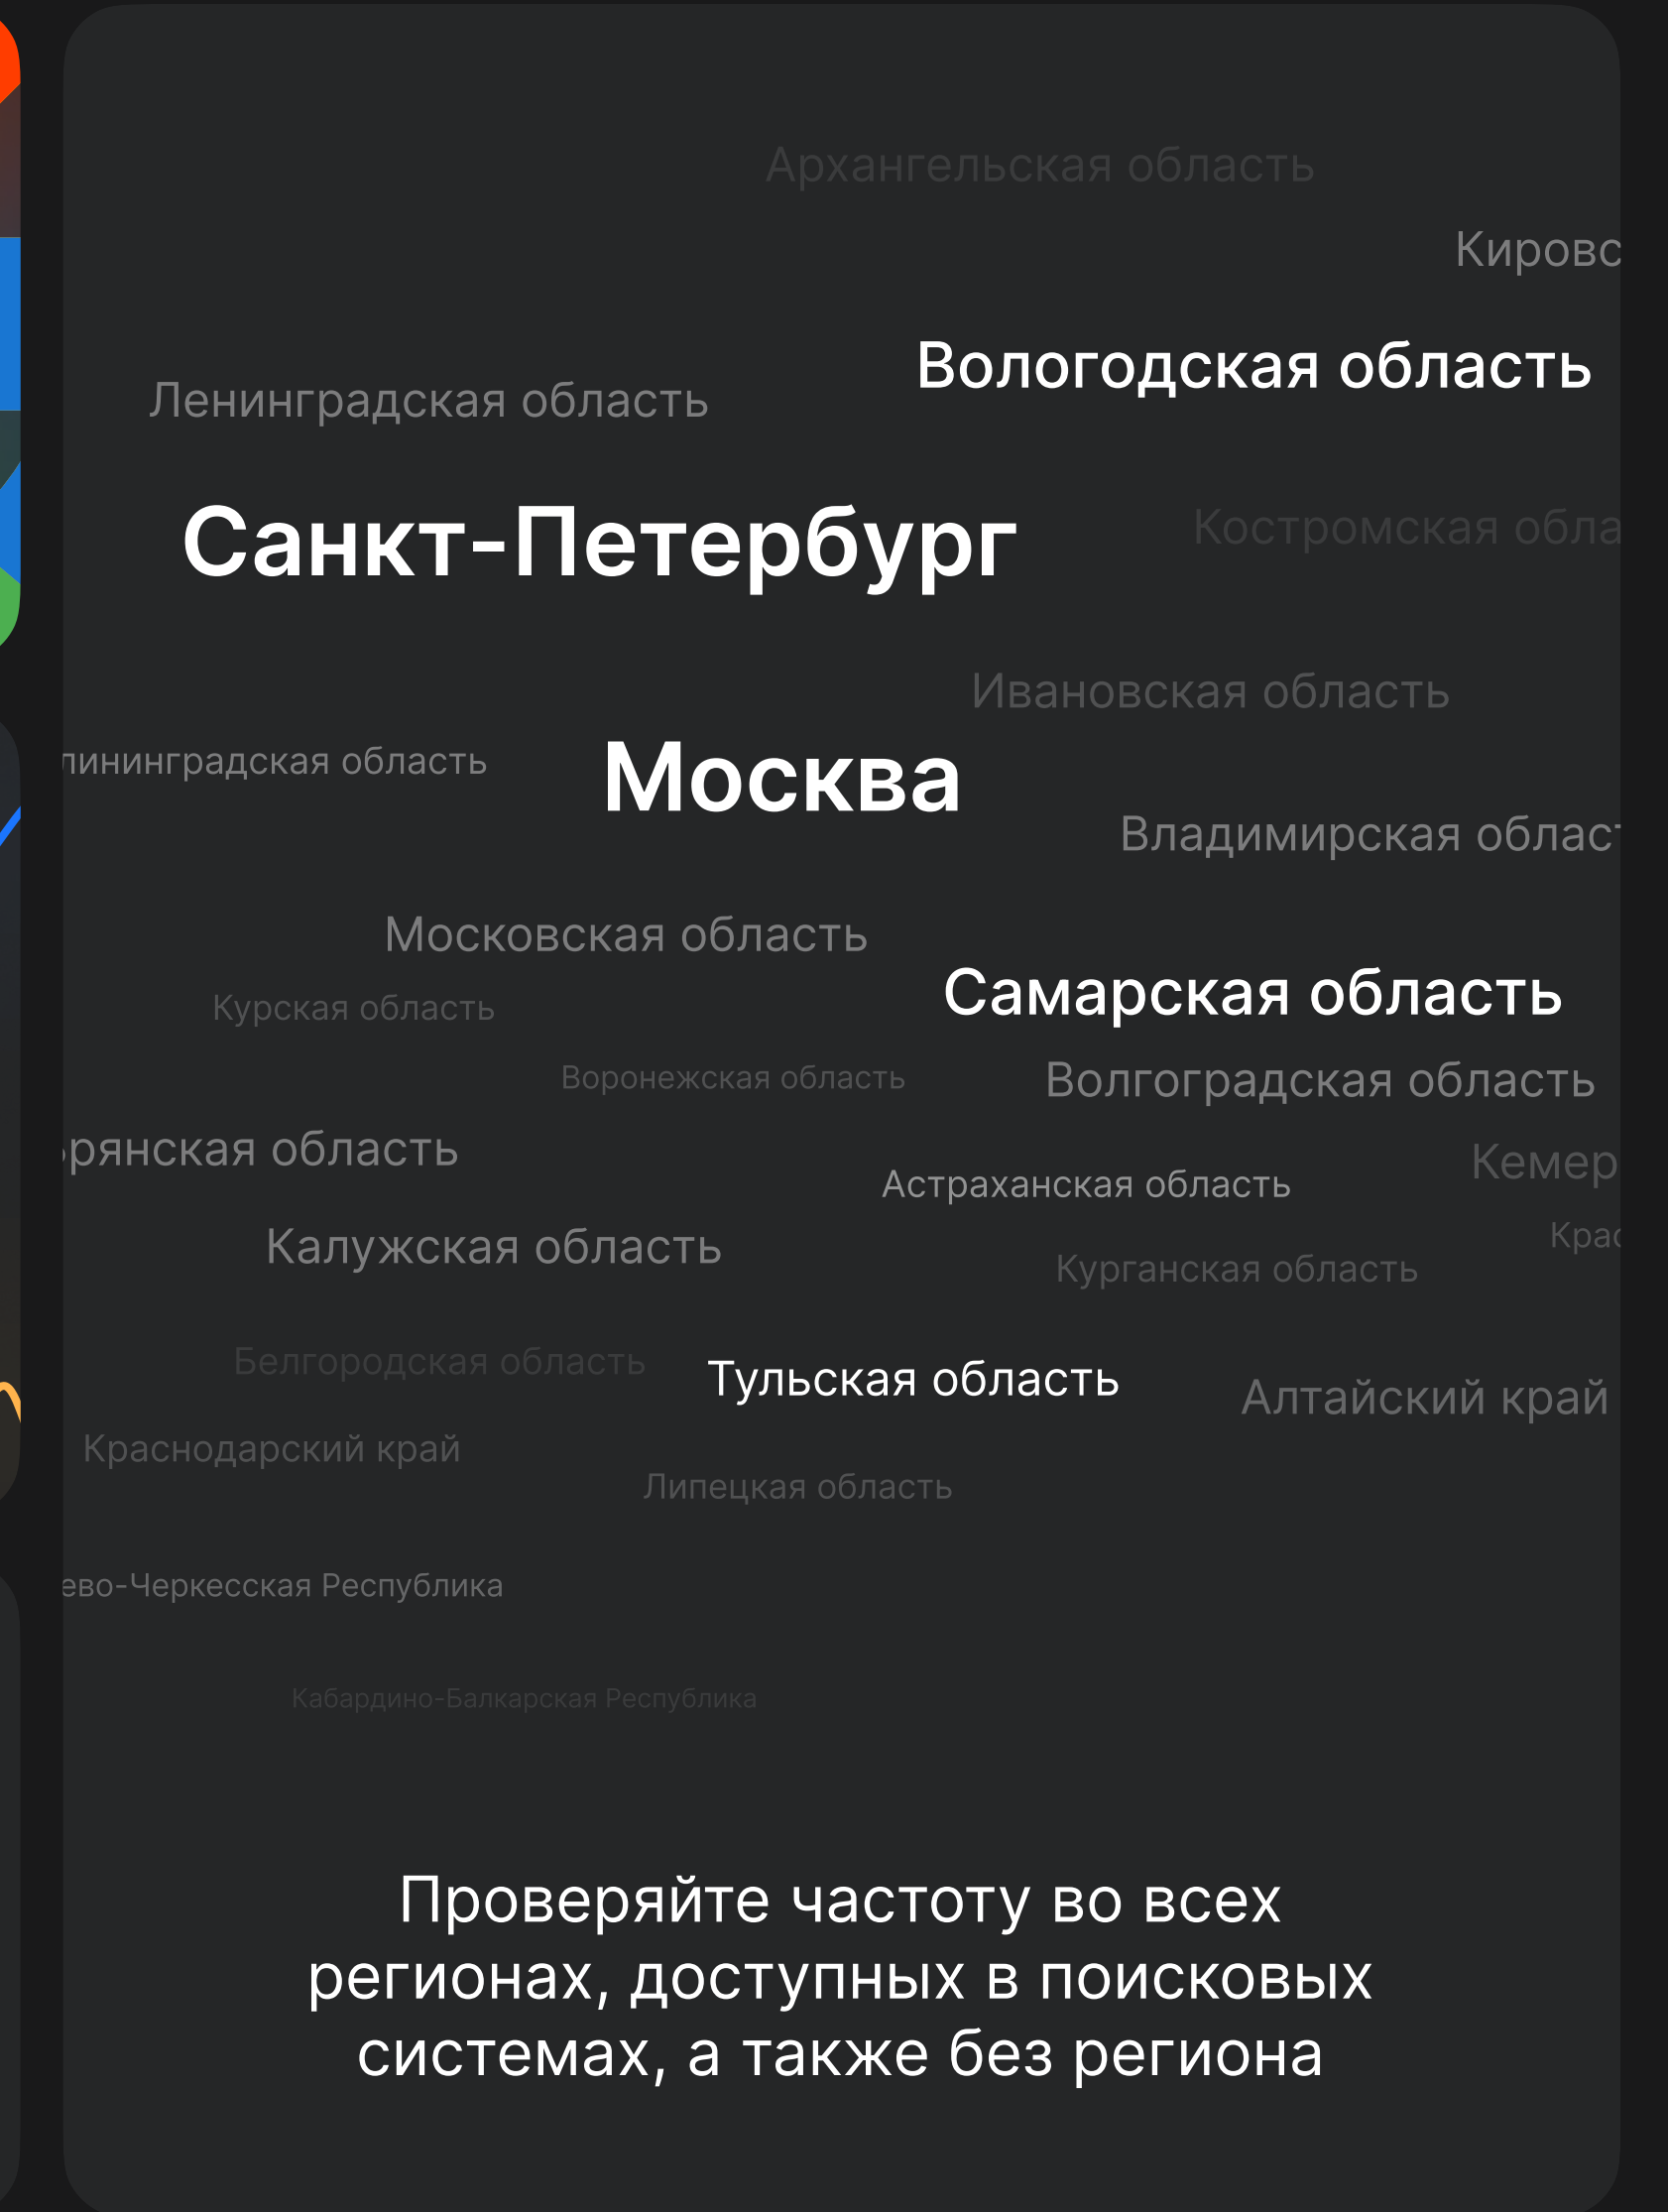 Архангельская область
Кировс
Вологодская область
Ленинградская область
Санкт-Петербург
Костромская обла
Ивановская область
лининградская область
Москва
Владимирская област
Московская область
Самарская область
Курская область
Воронежская область
Волгоградская область
рянская область
Кемер
Астраханская область
Крас
Калужская область
Курганская область
Белгородская область
Тульская область
Алтайский край
Краснодарский край
Липецкая область
ево-Черкесская Республика
Кабардино-Балкарская Республика
Проверяйте частоту во всех
регионах, доступных в поисковых
системах, а также без региона